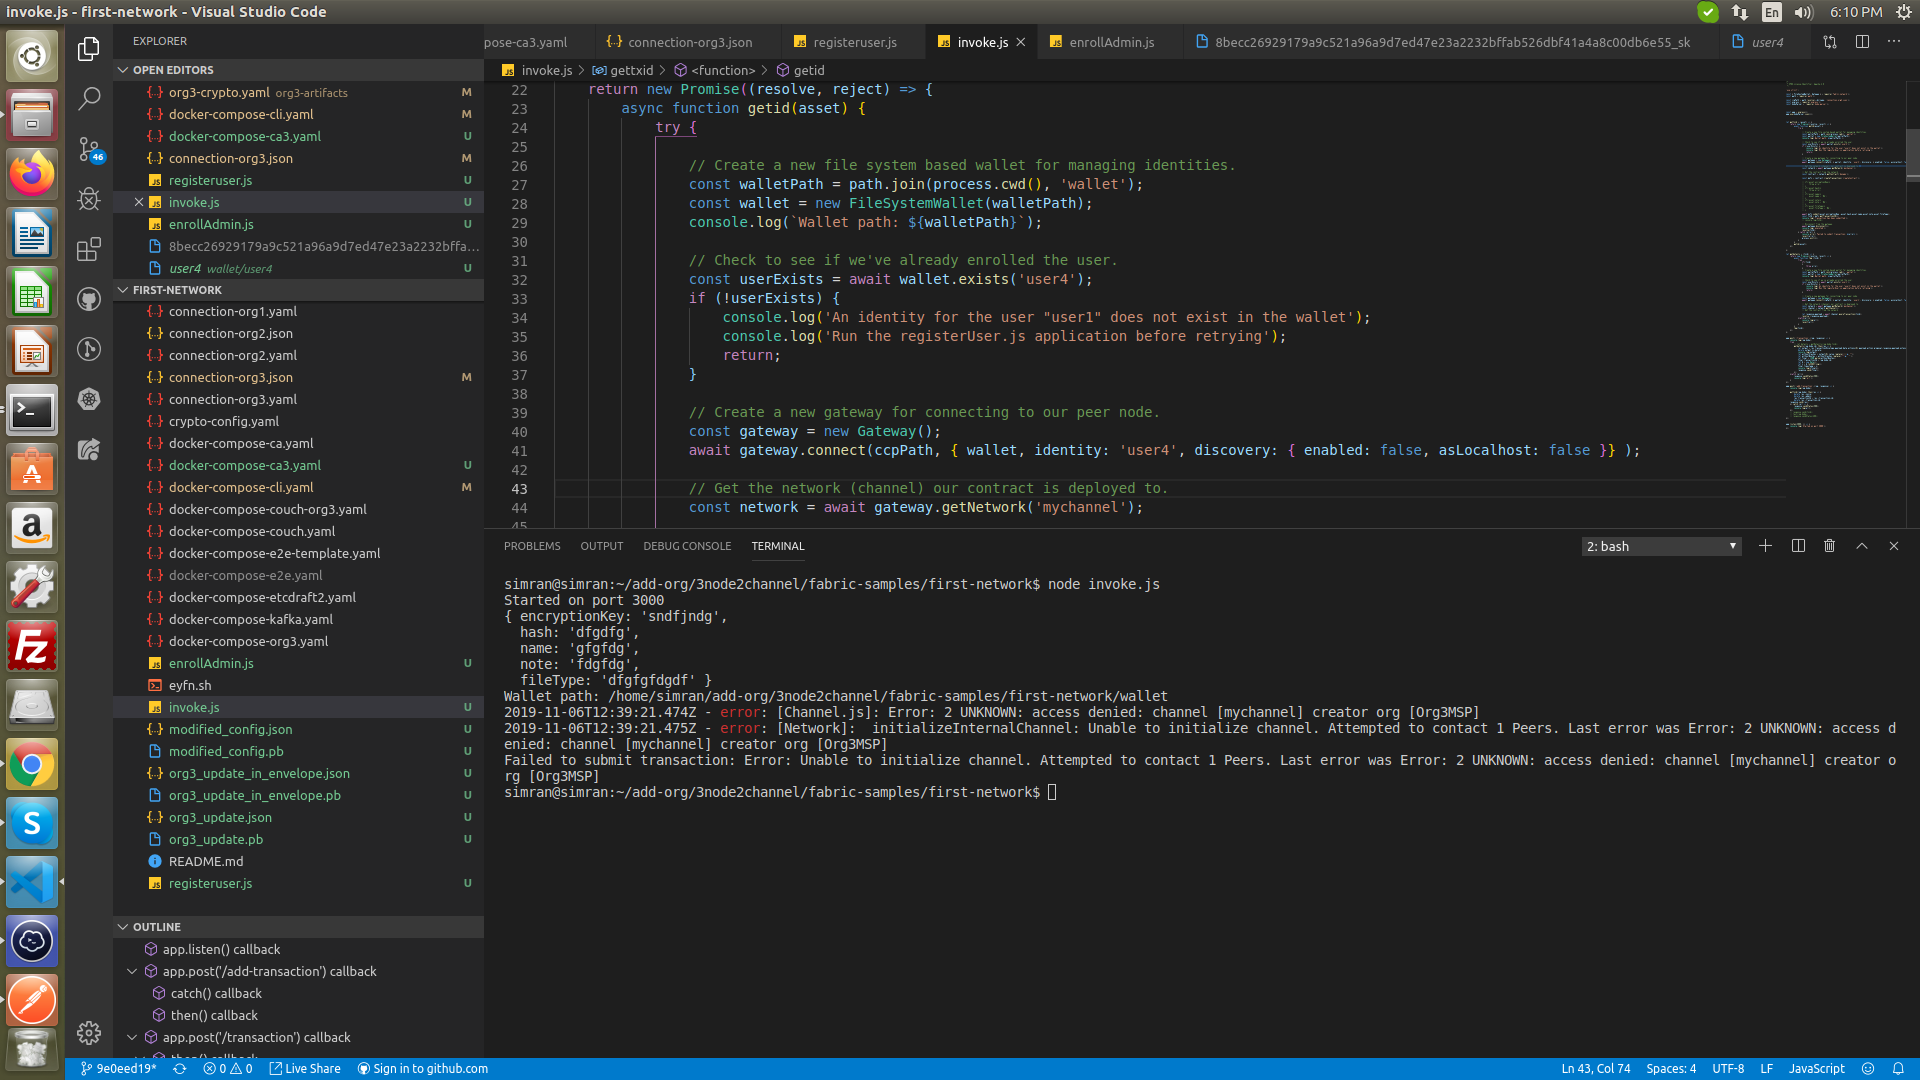 invoke.js - first-network - Visual Studio Code
En
6:10 PM
EXPLORER
OPEN EDITORS
org3-crypto.yaml org3-artifacts M
docker-compose-cli.yaml M
docker-compose-ca3.yaml U
connection-org3.json M
registeruser.js U
invoke.js U
enrollAdmin.js U
8becc26929179a9c521a96a9d7ed47e23a2232bffa...
user4 wallet/user4 U
FIRST-NETWORK
connection-org1.yaml
connection-org2.json
connection-org2.yaml
connection-org3.json M
connection-org3.yaml
crypto-config.yaml
docker-compose-ca.yaml
docker-compose-ca3.yaml U
docker-compose-cli.yaml M
docker-compose-couch-org3.yaml
docker-compose-couch.yaml
docker-compose-e2e-template.yaml
docker-compose-e2e.yaml
docker-compose-etcdraft2.yaml
docker-compose-kafka.yaml
docker-compose-org3.yaml
enrollAdmin.js U
eyfn.sh
invoke.js U
modified_config.json U
modified_config.pb U
org3_update_in_envelope.json U
org3_update_in_envelope.pb U
org3_update.json U
org3_update.pb U
README.md
registeruser.js U
OUTLINE
app.listen() callback
app.post('/add-transaction') callback
catch() callback
then() callback
app.post('/transaction') callback
then() callback
46
pose-ca3.yaml connection-org3.json registeruser.js invoke.js enrollAdmin.js 8becc26929179a9c521a96a9d7ed47e23a2232bffab526dbf41a4a8c00db6e55_sk user4
invoke.js > gettxid > <function> > getid
22 return new Promise((resolve, reject) => {
23 async function getid(asset) {
24 try {
25
26 // Create a new file system based wallet for managing identities.
27 const walletPath = path.join(process.cwd(), 'wallet');
28 const wallet = new FileSystemWallet(walletPath);
29 console.log(`Wallet path: ${walletPath}`);
30
31 // Check to see if we've already enrolled the user.
32 const userExists = await wallet.exists('user4');
33 if (!userExists) {
34 console.log('An identity for the user "user1" does not exist in the wallet');
35 console.log('Run the registerUser.js application before retrying');
36 return;
37 }
38
39 // Create a new gateway for connecting to our peer node.
40 const gateway = new Gateway();
41 await gateway.connect(ccpPath, { wallet, identity: 'user4', discovery: { enabled: false, asLocalhost: false }} );
42
43 // Get the network (channel) our contract is deployed to.
44 const network = await gateway.getNetwork('mychannel');
45
PROBLEMS OUTPUT DEBUG CONSOLE TERMINAL 2: bash
simran@simran:~/add-org/3node2channel/fabric-samples/first-network$ node invoke.js
Started on port 3000
{ encryptionKey: 'sndfjndg',
hash: 'dfgdfg',
name: 'gfgfdg',
note: 'fdgfdg',
fileType: 'dfgfgfdgdf' }
Wallet path: /home/simran/add-org/3node2channel/fabric-samples/first-network/wallet
2019-11-06T12:39:21.474Z - error: [Channel.js]: Error: 2 UNKNOWN: access denied: channel [mychannel] creator org [Org3MSP]
2019-11-06T12:39:21.475Z - error: [Network]: _initializeInternalChannel: Unable to initialize channel. Attempted to contact 1 Peers. Last error was Error: 2 UNKNOWN: access d
enied: channel [mychannel] creator org [Org3MSP]
Failed to submit transaction: Error: Unable to initialize channel. Attempted to contact 1 Peers. Last error was Error: 2 UNKNOWN: access denied: channel [mychannel] creator o
rg [Org3MSP]
simran@simran:~/add-org/3node2channel/fabric-samples/first-network$
9e0eed19* 0 0 Live Share Sign in to github.com
Ln 43, Col 74 Spaces: 4 UTF-8 LF JavaScript